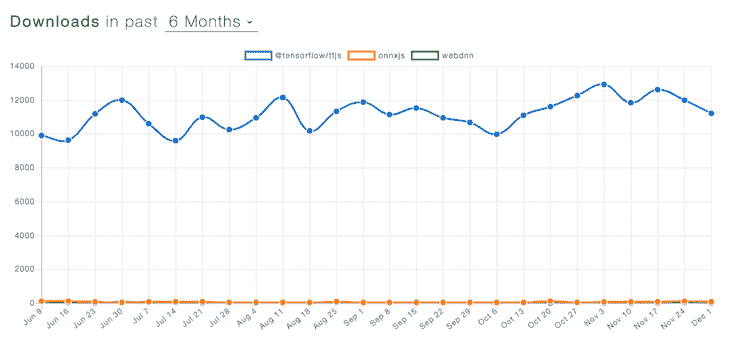 Downloads in past 6 Months
@tensorflow/tfjs onnxjs webdnn
14000
12000
10000
8000
6000
4000
2000
0
Jun 9 Jun 16 Jun 23 Jun 30 Jul 7 Jul 14 Jul 21 Jul 28 Aug 4 Aug 11 Aug 18 Aug 25 Sep 1 Sep 8 Sep 15 Sep 22 Sep 29 Oct 6 Oct 13 Oct 20 Oct 27 Nov 3 Nov 10 Nov 17 Nov 24 Dec 1